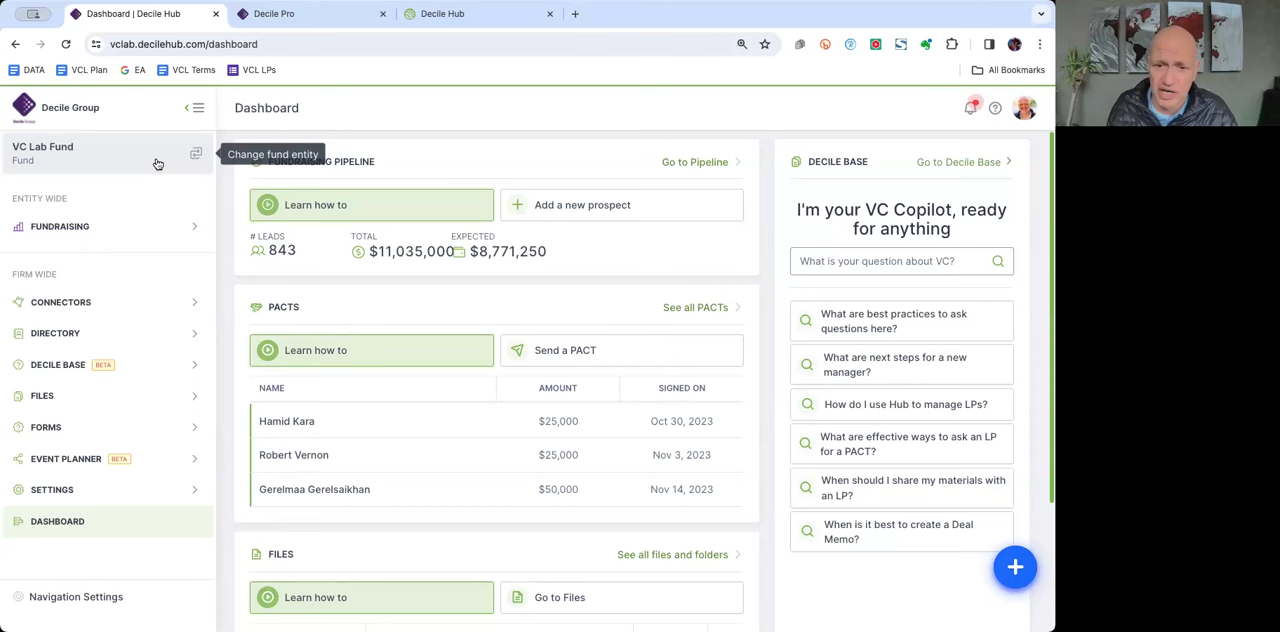 Dashboard | Decile Hub
Decile Pro
Decile Hub
vclab.decilehub.com/dashboard
DATA
VCL Plan
EA
VCL Terms
VCL LPs
All Bookmarks
Decile Group
Dashboard
VC Lab Fund
Fund
Change fund entity
ENTITY WIDE
FUNDRAISING
FIRM WIDE
CONNECTORS
DIRECTORY
DECILE BASE BETA
FILES
FORMS
EVENT PLANNER BETA
SETTINGS
DASHBOARD
Navigation Settings
PIPELINE
Go to Pipeline
Learn how to
Add a new prospect
# LEADS
843
TOTAL
$11,035,000
EXPECTED
$8,771,250
PACTS
See all PACTs
Learn how to
Send a PACT
NAME AMOUNT SIGNED ON
Hamid Kara $25,000 Oct 30, 2023
Robert Vernon $25,000 Nov 3, 2023
Gerelmaa Gerelsaikhan $50,000 Nov 14, 2023
FILES
See all files and folders
Learn how to
Go to Files
DECILE BASE
Go to Decile Base
I'm your VC Copilot, ready
for anything
What is your question about VC?
What are best practices to ask
questions here?
What are next steps for a new
manager?
How do I use Hub to manage LPs?
What are effective ways to ask an LP
for a PACT?
When should I share my materials with
an LP?
When is it best to create a Deal
Memo?